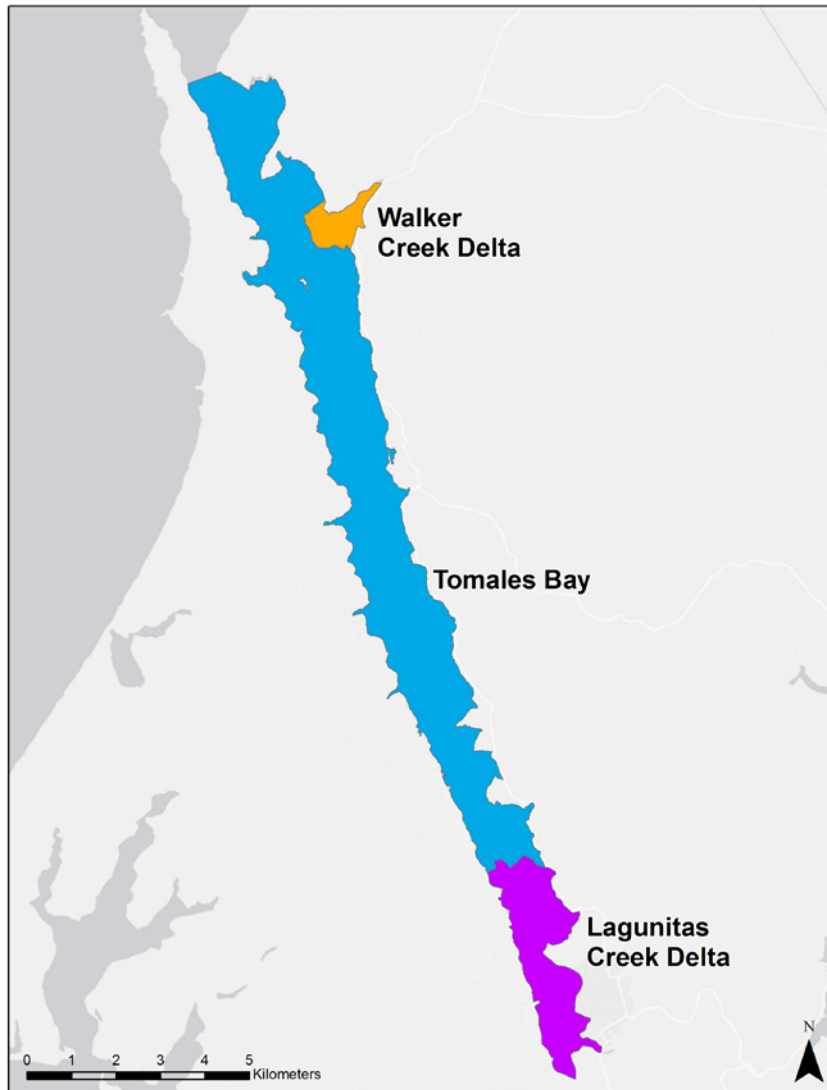 Walker
Creek Delta
Tomales Bay
Lagunitas
Creek Delta
N
0 1 2 3 4 5
Kilometers